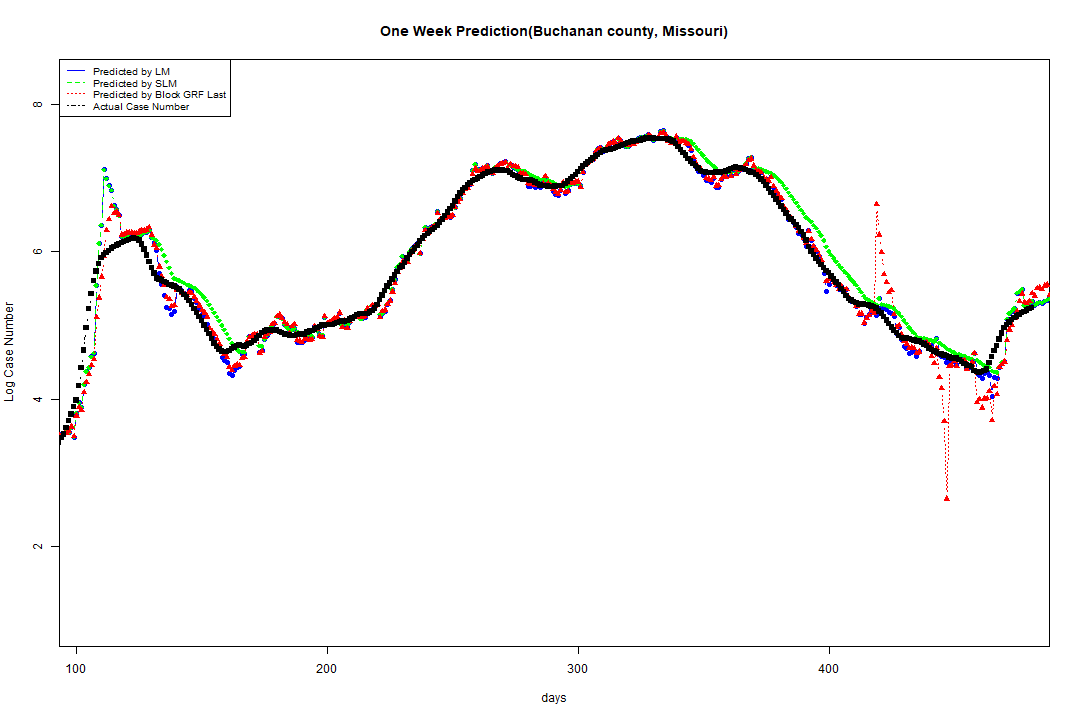 One Week Prediction(Buchanan county, Missouri)
Predicted by LM
Predicted by SLM
Predicted by Block GRF Last
Actual Case Number
8
6
4
2
Log Case Number
100 200 300 400
days